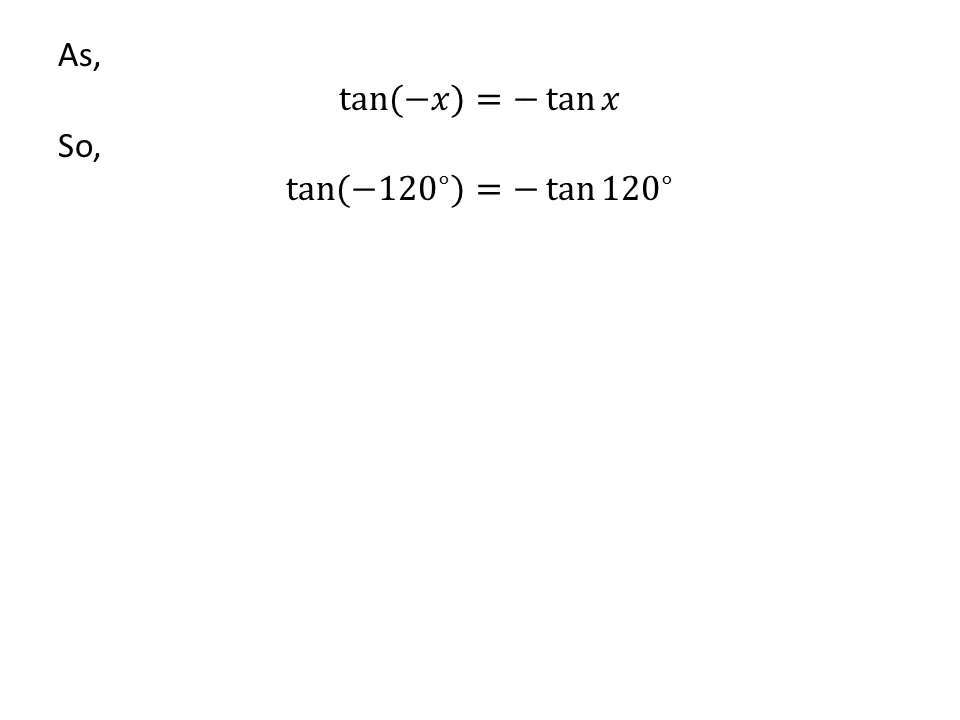 As,
tan(−x) = − tan x
So,
tan(−120°) = − tan 120°